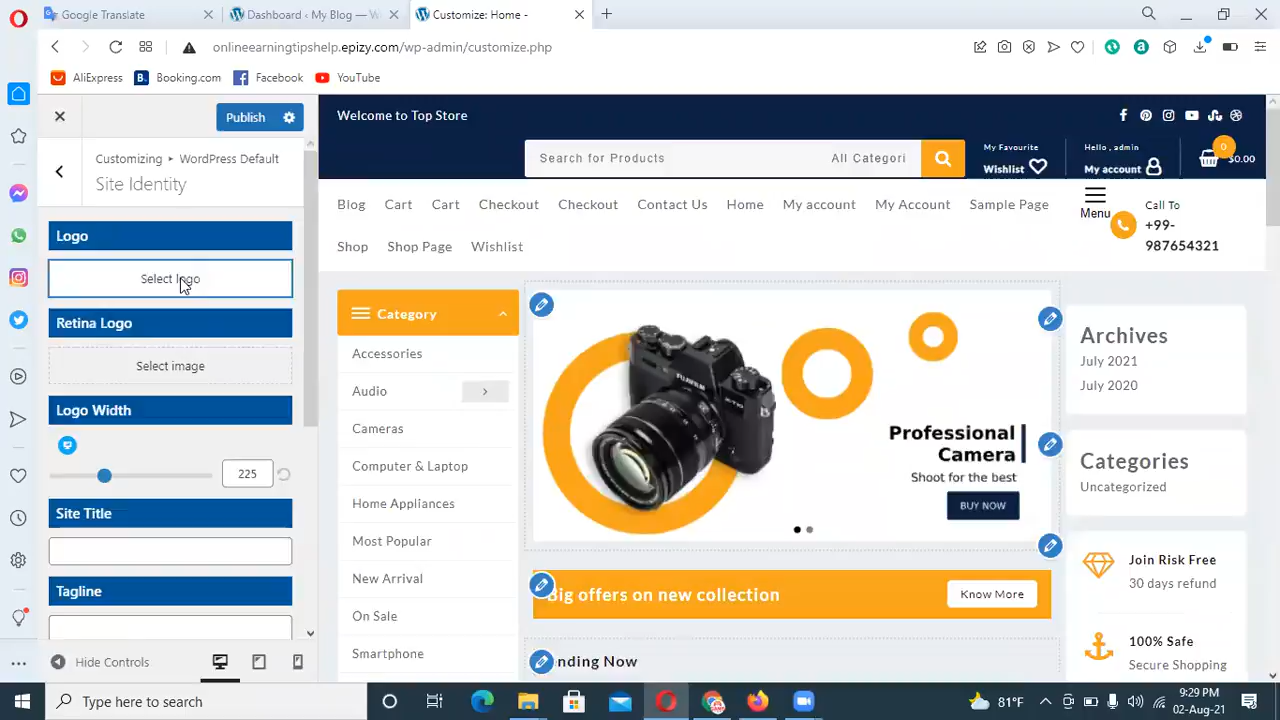 Google Translate
Dashboard ‹ My Blog — W
Customize: Home -
onlineearningtipshelp.epizy.com/wp-admin/customize.php
AliExpress
Booking.com
Facebook
YouTube
Publish
Customizing ▸ WordPress Default
Site Identity
Logo
Select logo
Retina Logo
Select image
Logo Width
225
Site Title
Tagline
Hide Controls
Welcome to Top Store
Search for Products
All Categori
My Favourite
Wishlist
Hello , admin
My account
0
$0.00
Blog Cart Cart Checkout Checkout Contact Us Home My account My Account Sample Page
Shop Shop Page Wishlist
Menu
Call To
+99-
987654321
Category
Accessories
Audio
Cameras
Computer & Laptop
Home Appliances
Most Popular
New Arrival
On Sale
Smartphone
FUJIFILM
Professional
Camera
Shoot for the best
BUY NOW
Big offers on new collection
Know More
nding Now
Archives
July 2021
July 2020
Categories
Uncategorized
Join Risk Free
30 days refund
100% Safe
Secure Shopping
Type here to search
81°F
9:29 PM
02-Aug-21